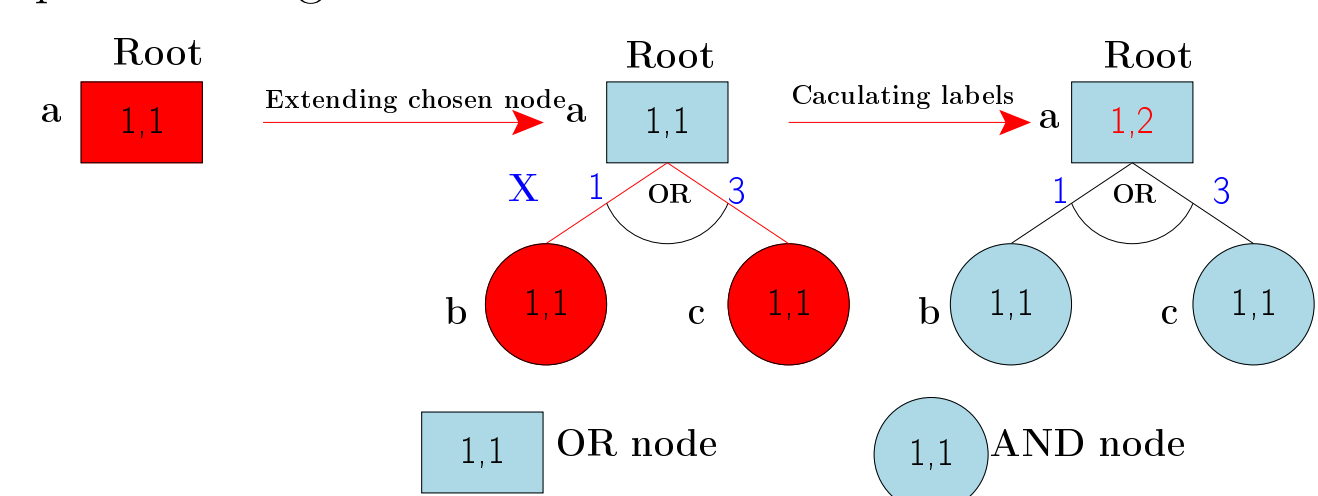 Root Root Root
a 1,1 Extending chosen node a 1,1 Caculating labels a 1,2
X 1 OR 3 1 OR 3
b 1,1 c 1,1 b 1,1 c 1,1
1,1 OR node 1,1 AND node